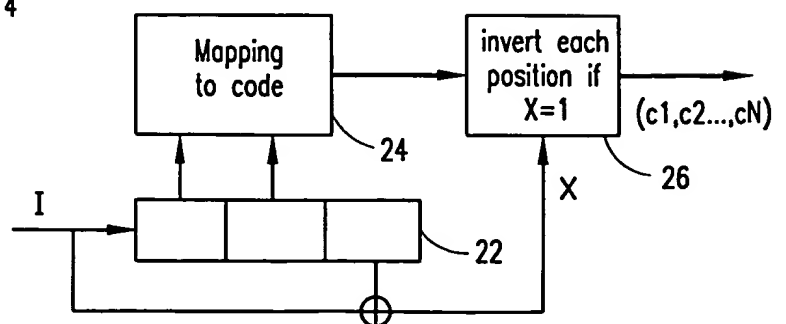 4
Mapping
to code
invert each
position if
X=1
(c1,c2...,cN)
24
26
X
I
22